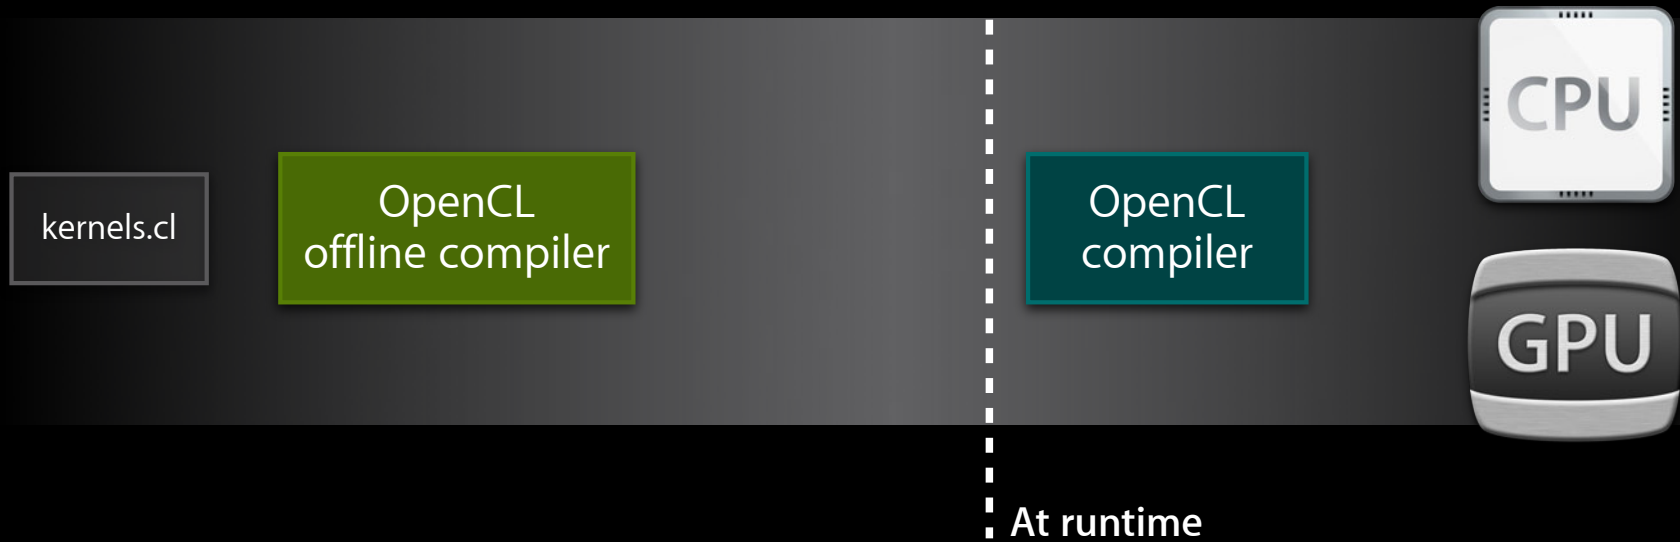 kernels.cl
OpenCL
offline compiler
OpenCL
compiler
CPU
GPU
At runtime